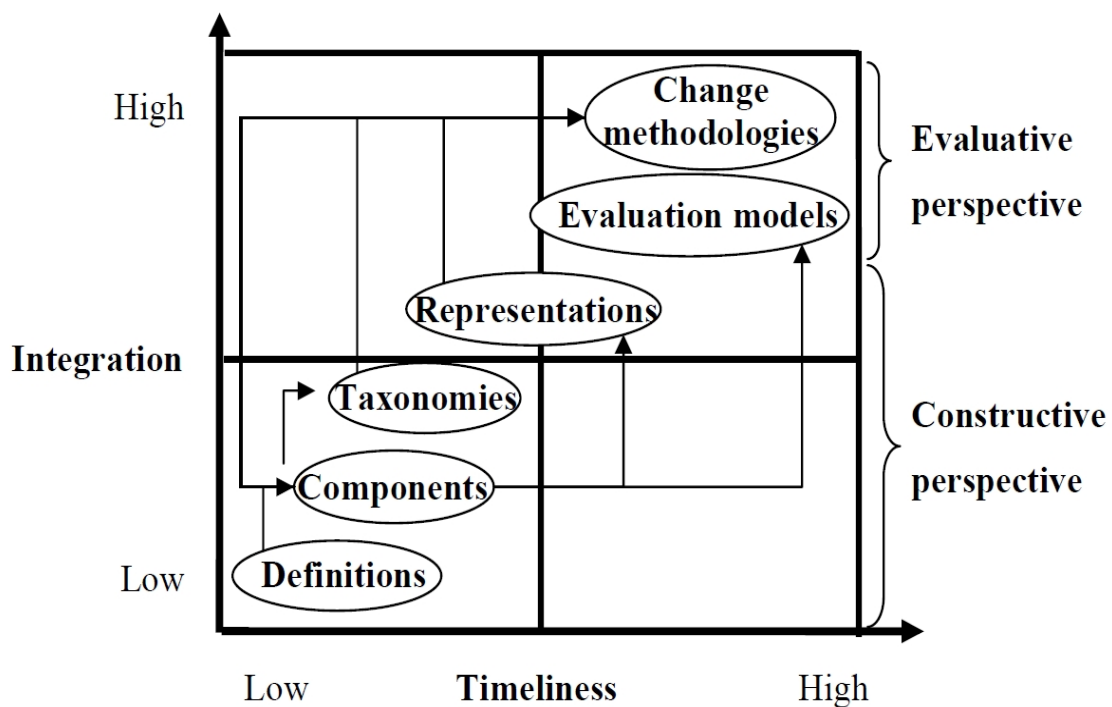 High
Change
methodologies
Evaluative
perspective
Evaluation models
Representations
Integration
Taxonomies
Constructive
perspective
Components
Low
Definitions
Low
Timeliness
High